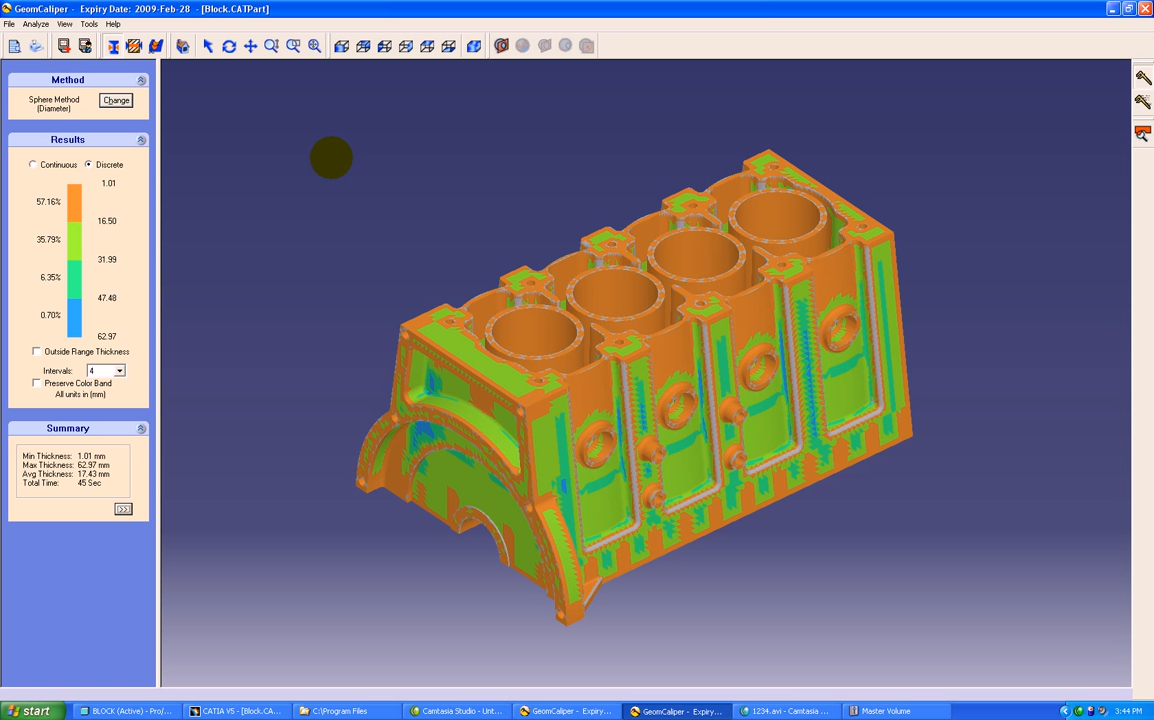 GeomCaliper - Expiry Date: 2009-Feb-28 - [Block.CATPart]
File Analyze View Tools Help
Method
Sphere Method
(Diameter)
Change
Results
Continuous Discrete
1.01
57.16%
16.50
35.79%
31.99
6.35%
47.48
0.70%
62.97
Outside Range Thickness
Intervals: 4
Preserve Color Band
All units in (mm)
Summary
Min Thickness: 1.01 mm
Max Thickness: 62.97 mm
Avg Thickness: 17.43 mm
Total Time: 45 Sec
>>>
start
BLOCK (Active) - Pro/...
CATIA V5 - [Block.CA...
C:\Program Files
Camtasia Studio - Unt...
GeomCaliper - Expiry...
GeomCaliper - Expiry...
1234.avi - Camtasia ...
Master Volume
3:44 PM